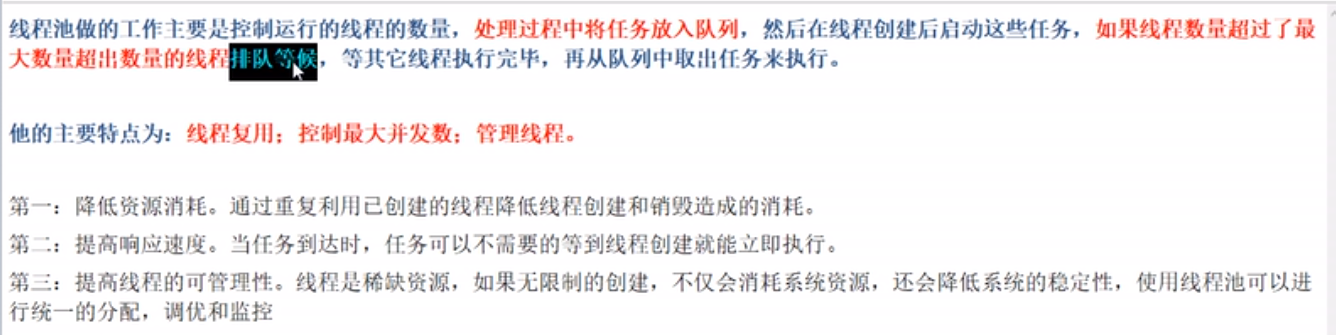 线程池做的工作主要是控制运行的线程的数量，处理过程中将任务放入队列，然后在线程创建后启动这些任务，如果线程数量超过了最
大数量超出数量的线程排队等候，等其它线程执行完毕，再从队列中取出任务来执行。
他的主要特点为：线程复用；控制最大并发数；管理线程。
第一：降低资源消耗。通过重复利用已创建的线程降低线程创建和销毁造成的消耗。
第二：提高响应速度。当任务到达时，任务可以不需要的等到线程创建就能立即执行。
第三：提高线程的可管理性。线程是稀缺资源，如果无限制的创建，不仅会消耗系统资源，还会降低系统的稳定性，使用线程池可以进
行统一的分配，调优和监控